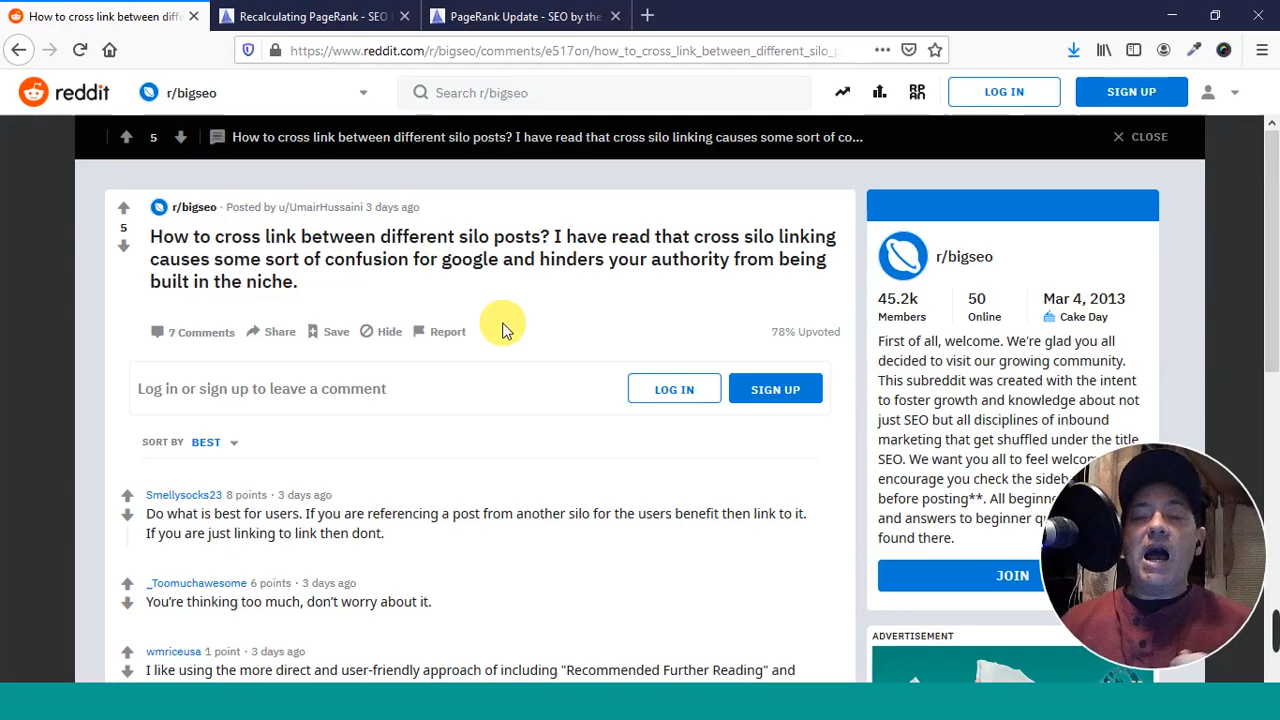 How to cross link between diffe
Recalculating PageRank - SEO
PageRank Update - SEO by the
https://www.reddit.com/r/bigseo/comments/e517on/how_to_cross_link_between_different_silo_p
reddit
r/bigseo
Search r/bigseo
LOG IN
SIGN UP
5
How to cross link between different silo posts? I have read that cross silo linking causes some sort of co...
CLOSE
r/bigseo · Posted by u/UmairHussaini 3 days ago
5
How to cross link between different silo posts? I have read that cross silo linking
causes some sort of confusion for google and hinders your authority from being
built in the niche.
7 Comments
Share
Save
Hide
Report
78% Upvoted
Log in or sign up to leave a comment
LOG IN
SIGN UP
SORT BY BEST
Smellysocks23 8 points · 3 days ago
Do what is best for users. If you are referencing a post from another silo for the users benefit then link to it.
If you are just linking to link then dont.
_Toomuchawesome 6 points · 3 days ago
You're thinking too much, don't worry about it.
wmriceusa 1 point · 3 days ago
I like using the more direct and user-friendly approach of including "Recommended Further Reading" and
r/bigseo
45.2k
50
Mar 4, 2013
Members
Online
Cake Day
First of all, welcome. We're glad you all
decided to visit our growing community.
This subreddit was created with the intent
to foster growth and knowledge about not
just SEO but all disciplines of inbound
marketing that get shuffled under the title
SEO. We want you all to feel
encourage you check the
before posting**. All
and answers to beginner
found there.
JOIN
ADVERTISEMENT